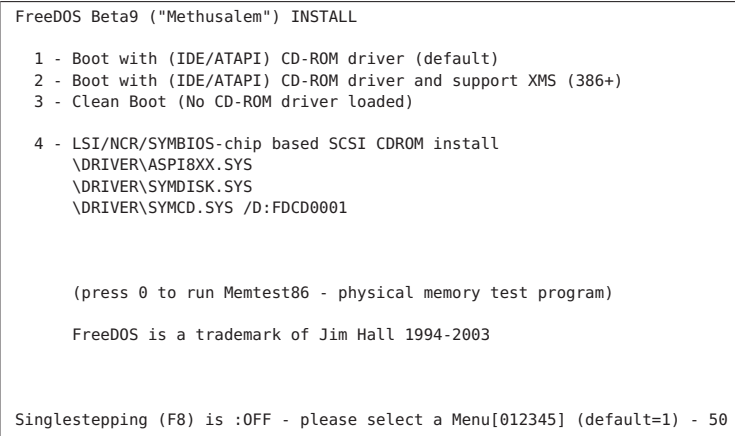 FreeDOS Beta9 ("Methusalem") INSTALL
1 - Boot with (IDE/ATAPI) CD-ROM driver (default)
2 - Boot with (IDE/ATAPI) CD-ROM driver and support XMS (386+)
3 - Clean Boot (No CD-ROM driver loaded)
4 - LSI/NCR/SYMBIOS-chip based SCSI CDROM install
\DRIVER\ASPI8XX.SYS
\DRIVER\SYMDISK.SYS
\DRIVER\SYMCD.SYS /D:FDCD0001
(press 0 to run Memtest86 - physical memory test program)
FreeDOS is a trademark of Jim Hall 1994-2003
Singlestepping (F8) is :OFF - please select a Menu[012345] (default=1) - 50